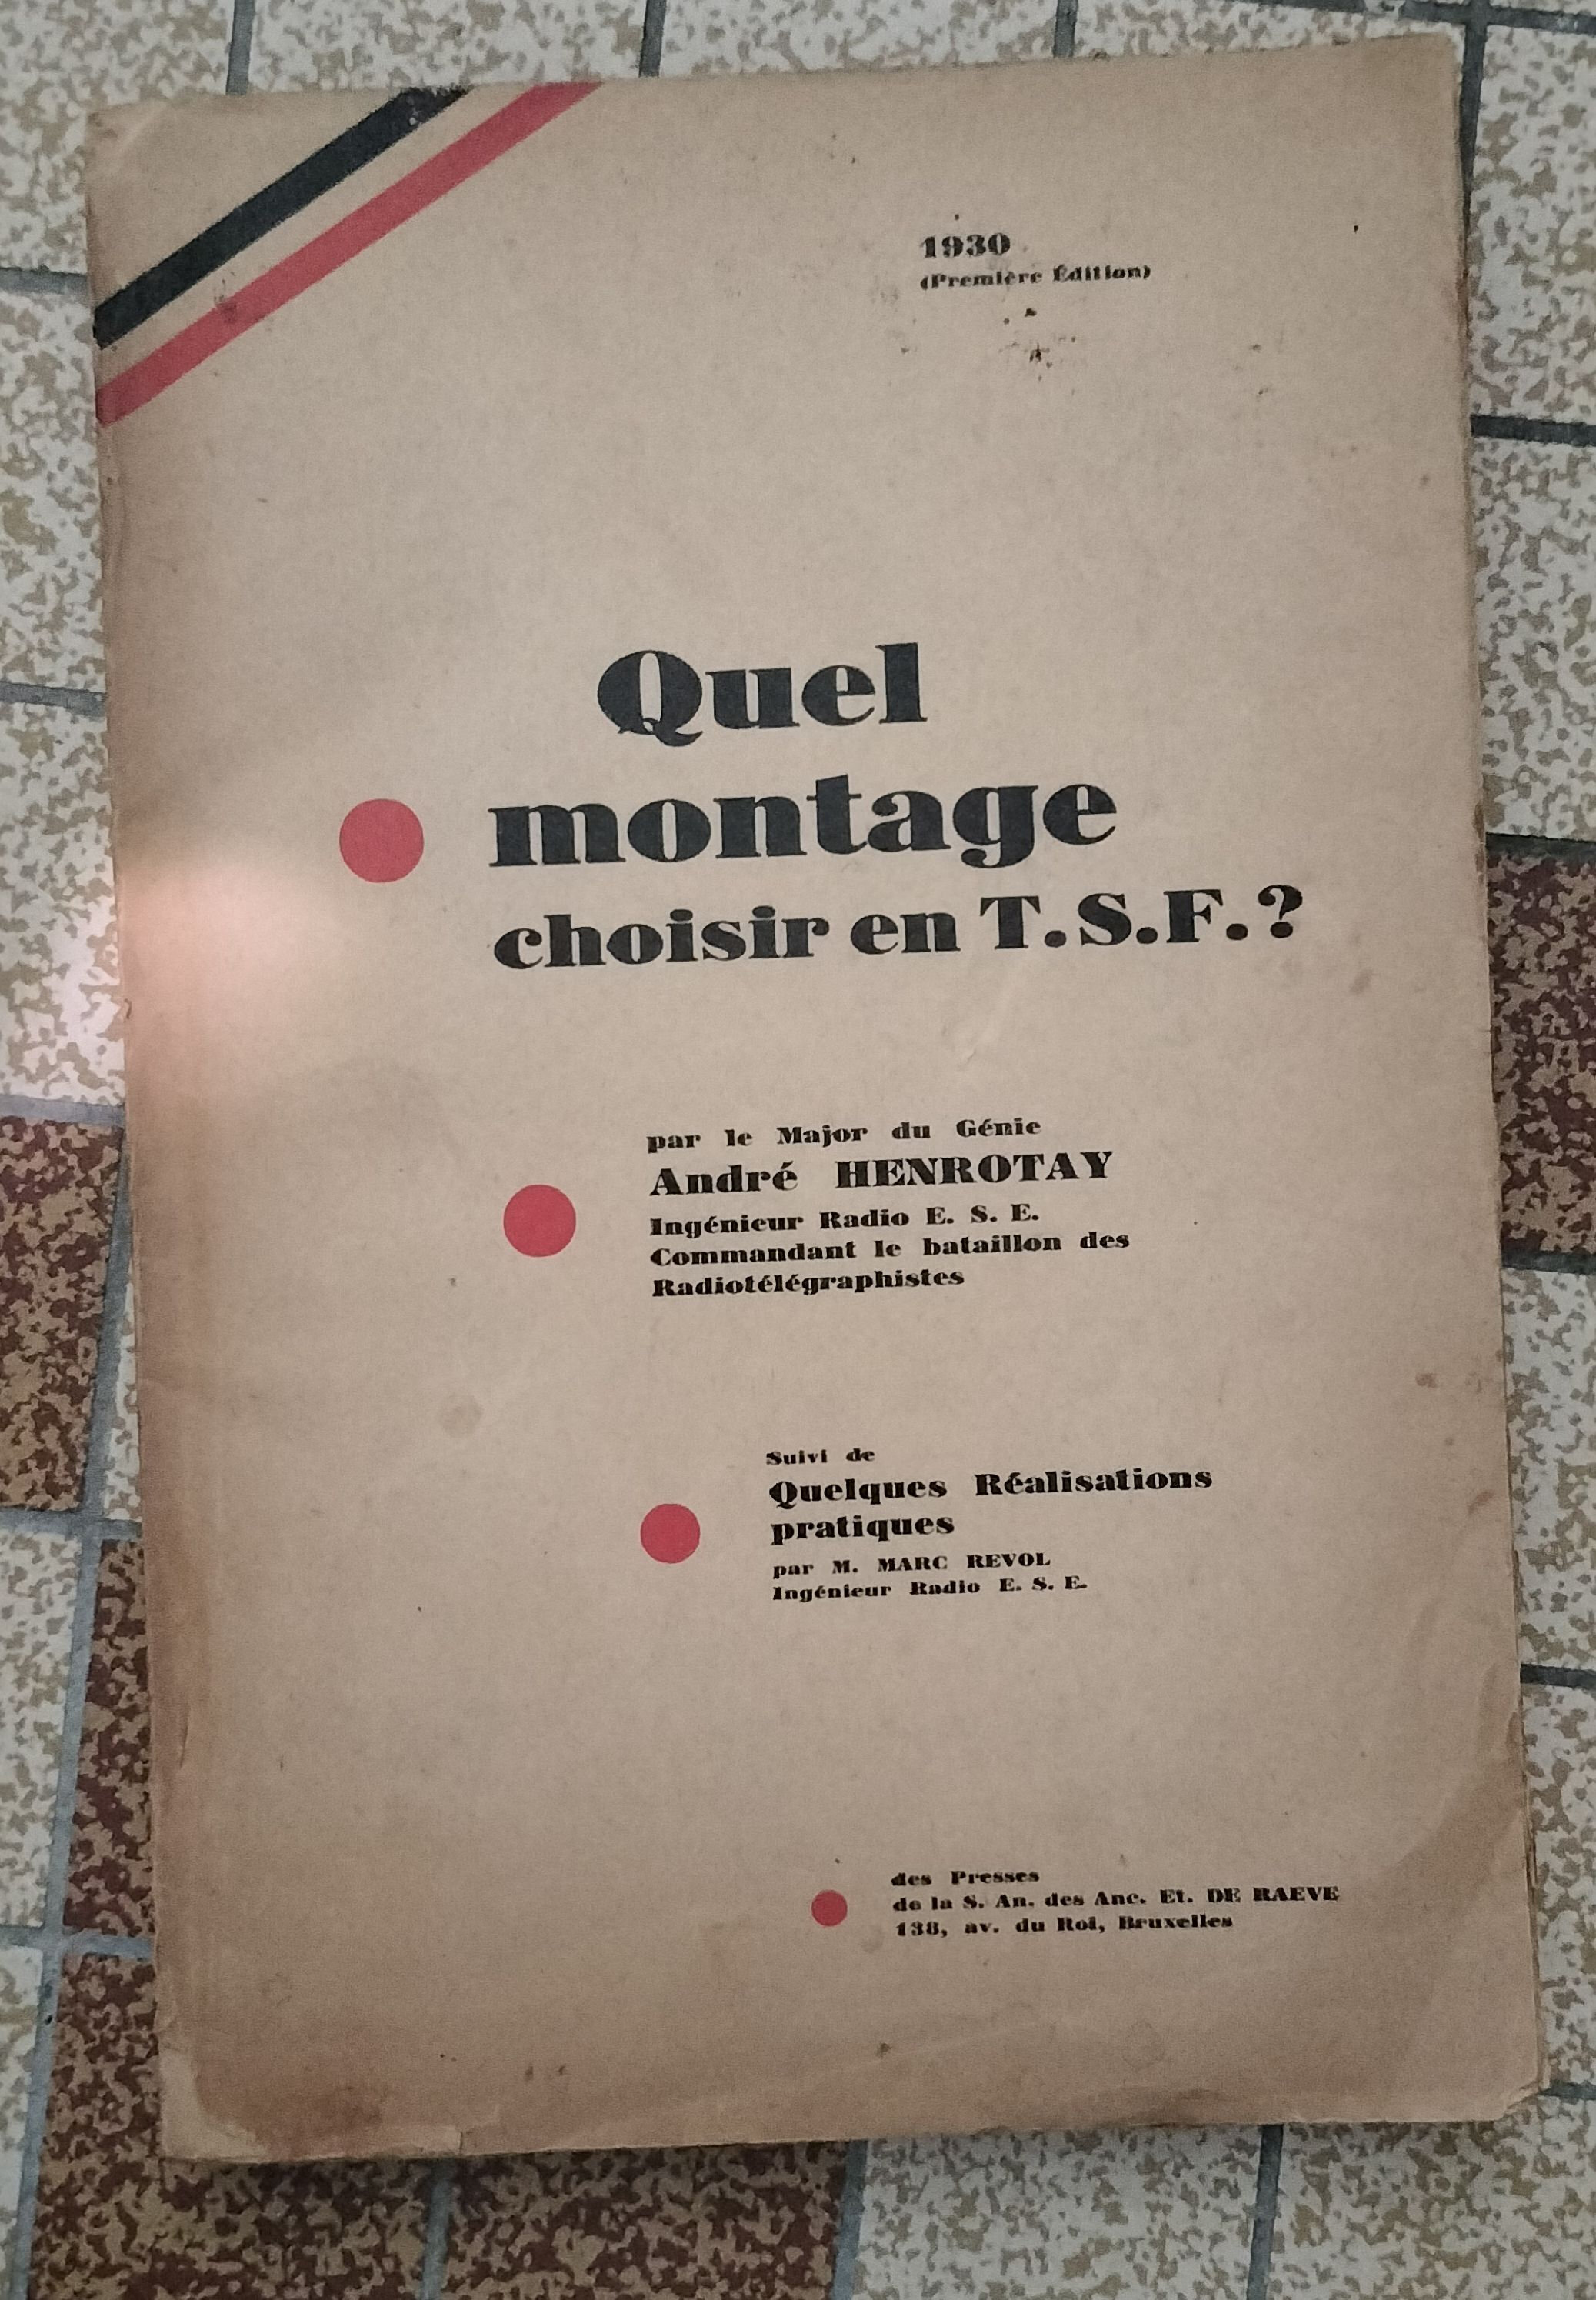 1930
(Première Édition)
Quel
montage
choisir en T.S.F.?
par le Major du Génie
André HENROTAY
Ingénieur Radio E. S. E.
Commandant le bataillon des
Radiotélégraphistes
Suivi de
Quelques Réalisations
pratiques
par M. MARC REVOL
Ingénieur Radio E. S. E.
des Presses
de la S. An. des Anc. Et. DE RAEVE
138, av. du Roi, Bruxelles